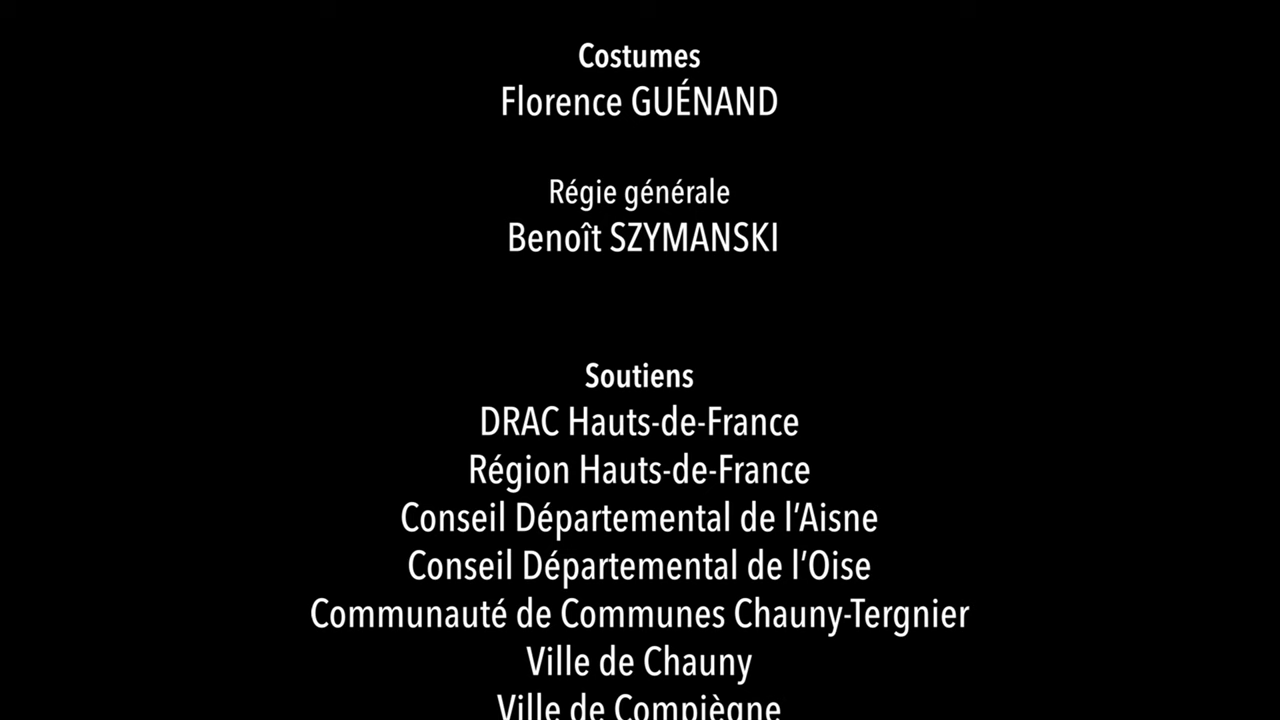 Costumes
Florence GUÉNAND
Régie générale
Benoît SZYMANSKI
Soutiens
DRAC Hauts-de-France
Région Hauts-de-France
Conseil Départemental de l’Aisne
Conseil Départemental de l’Oise
Communauté de Communes Chauny-Tergnier
Ville de Chauny
Ville de Compiègne